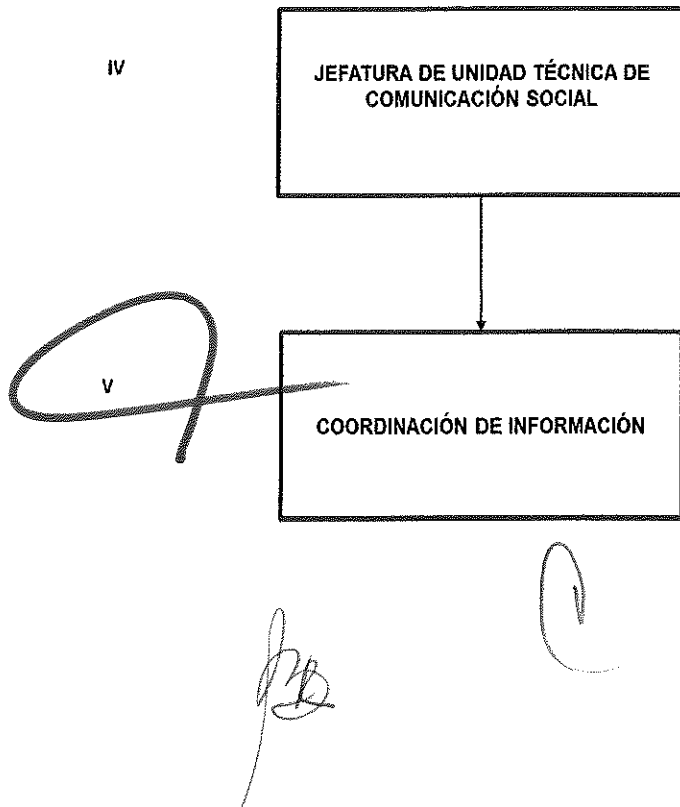 IV
JEFATURA DE UNIDAD TÉCNICA DE
COMUNICACIÓN SOCIAL
V
COORDINACIÓN DE INFORMACIÓN